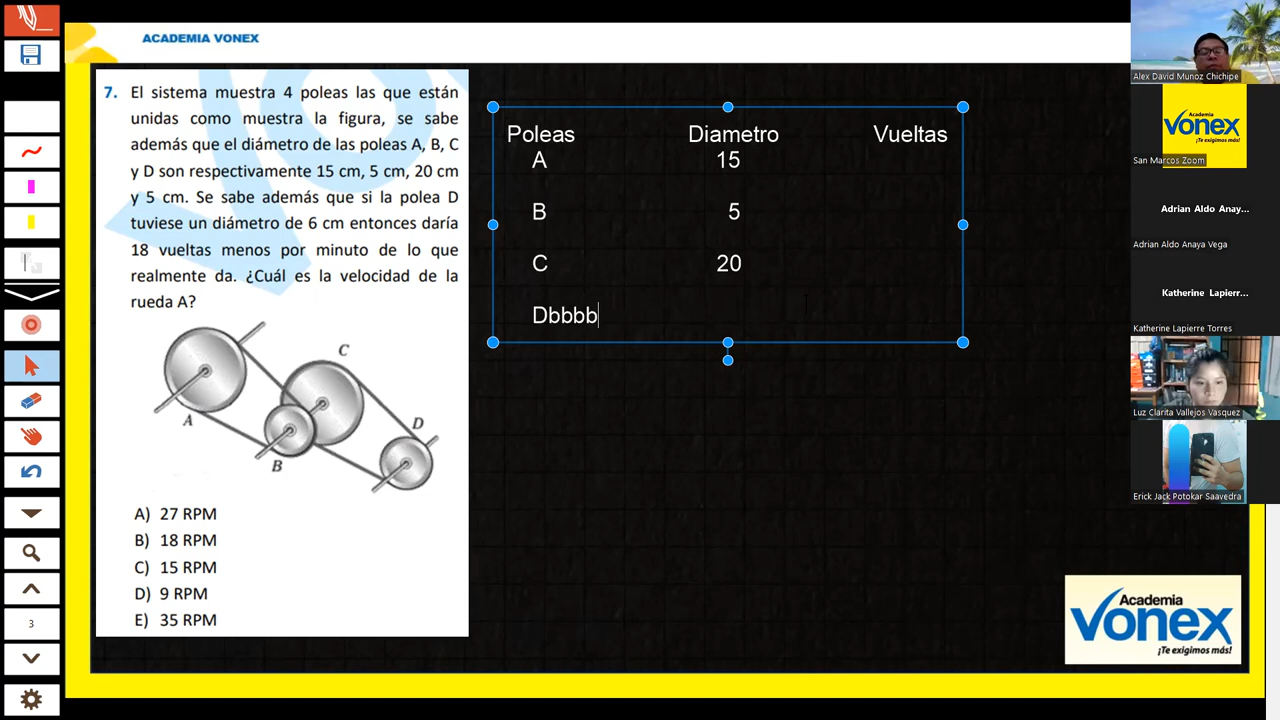 ACADEMIA VONEX
7. El sistema muestra 4 poleas las que están
unidas como muestra la figura, se sabe
además que el diámetro de las poleas A, B, C
y D son respectivamente 15 cm, 5 cm, 20 cm
y 5 cm. Se sabe además que si la polea D
tuviese un diámetro de 6 cm entonces daría
18 vueltas menos por minuto de lo que
realmente da. ¿Cuál es la velocidad de la
rueda A?
C
D
A
B
A) 27 RPM
B) 18 RPM
C) 15 RPM
D) 9 RPM
E) 35 RPM
Poleas Diametro Vueltas
A 15
B 5
C 20
Dbbbb
Alex David Munoz Chichipe
Academia
Vonex
San Marcos Zoom
Adrian Aldo Anay...
Adrian Aldo Anaya Vega
Katherine Lapierr...
Katherine Lapierre Torres
Luz Clarita Vallejos Vasquez
Erick Jack Potokar Saavedra
Academia
Vonex
¡Te exigimos más!
3